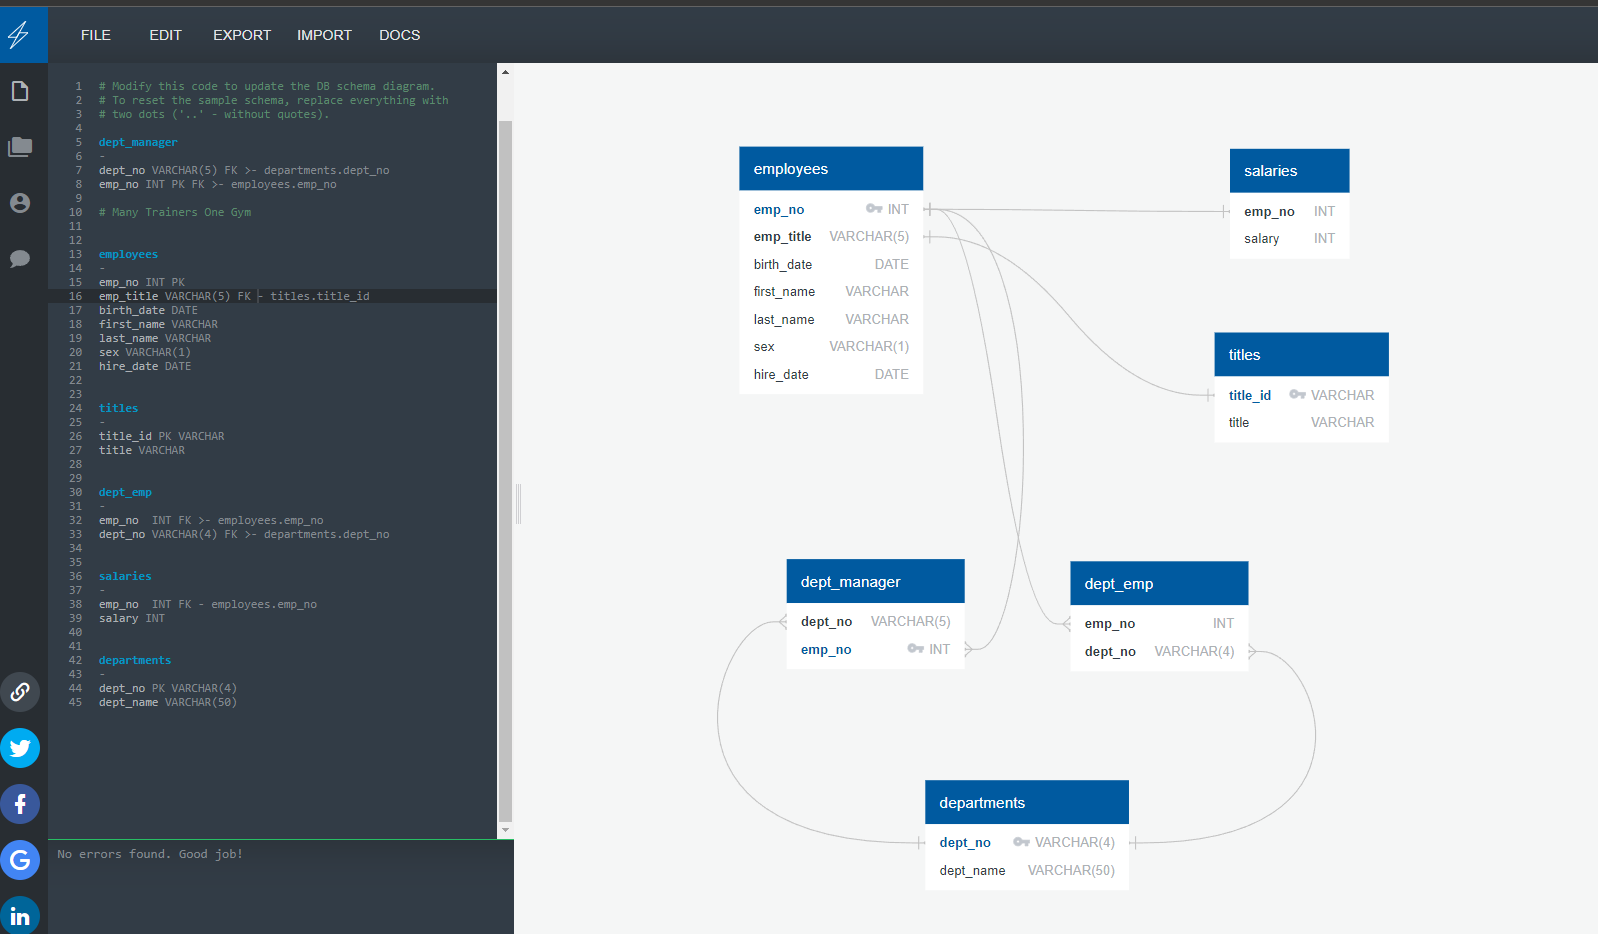 FILE EDIT EXPORT IMPORT DOCS
1 # Modify this code to update the DB schema diagram.
2 # To reset the sample schema, replace everything with
3 # two dots ('..' - without quotes).
4
5 dept_manager
6 -
7 dept_no VARCHAR(5) FK >- departments.dept_no
8 emp_no INT PK FK >- employees.emp_no
9
10 # Many Trainers One Gym
11
12
13 employees
14 -
15 emp_no INT PK
16 emp_title VARCHAR(5) FK - titles.title_id
17 birth_date DATE
18 first_name VARCHAR
19 last_name VARCHAR
20 sex VARCHAR(1)
21 hire_date DATE
22
23
24 titles
25 -
26 title_id PK VARCHAR
27 title VARCHAR
28
29
30 dept_emp
31 -
32 emp_no  INT FK >- employees.emp_no
33 dept_no VARCHAR(4) FK >- departments.dept_no
34
35
36 salaries
37 -
38 emp_no  INT FK - employees.emp_no
39 salary INT
40
41
42 departments
43 -
44 dept_no PK VARCHAR(4)
45 dept_name VARCHAR(50)
No errors found. Good job!
employees
emp_no INT
emp_title VARCHAR(5)
birth_date DATE
first_name VARCHAR
last_name VARCHAR
sex VARCHAR(1)
hire_date DATE
salaries
emp_no INT
salary INT
titles
title_id VARCHAR
title VARCHAR
dept_manager
dept_no VARCHAR(5)
emp_no INT
dept_emp
emp_no INT
dept_no VARCHAR(4)
departments
dept_no VARCHAR(4)
dept_name VARCHAR(50)